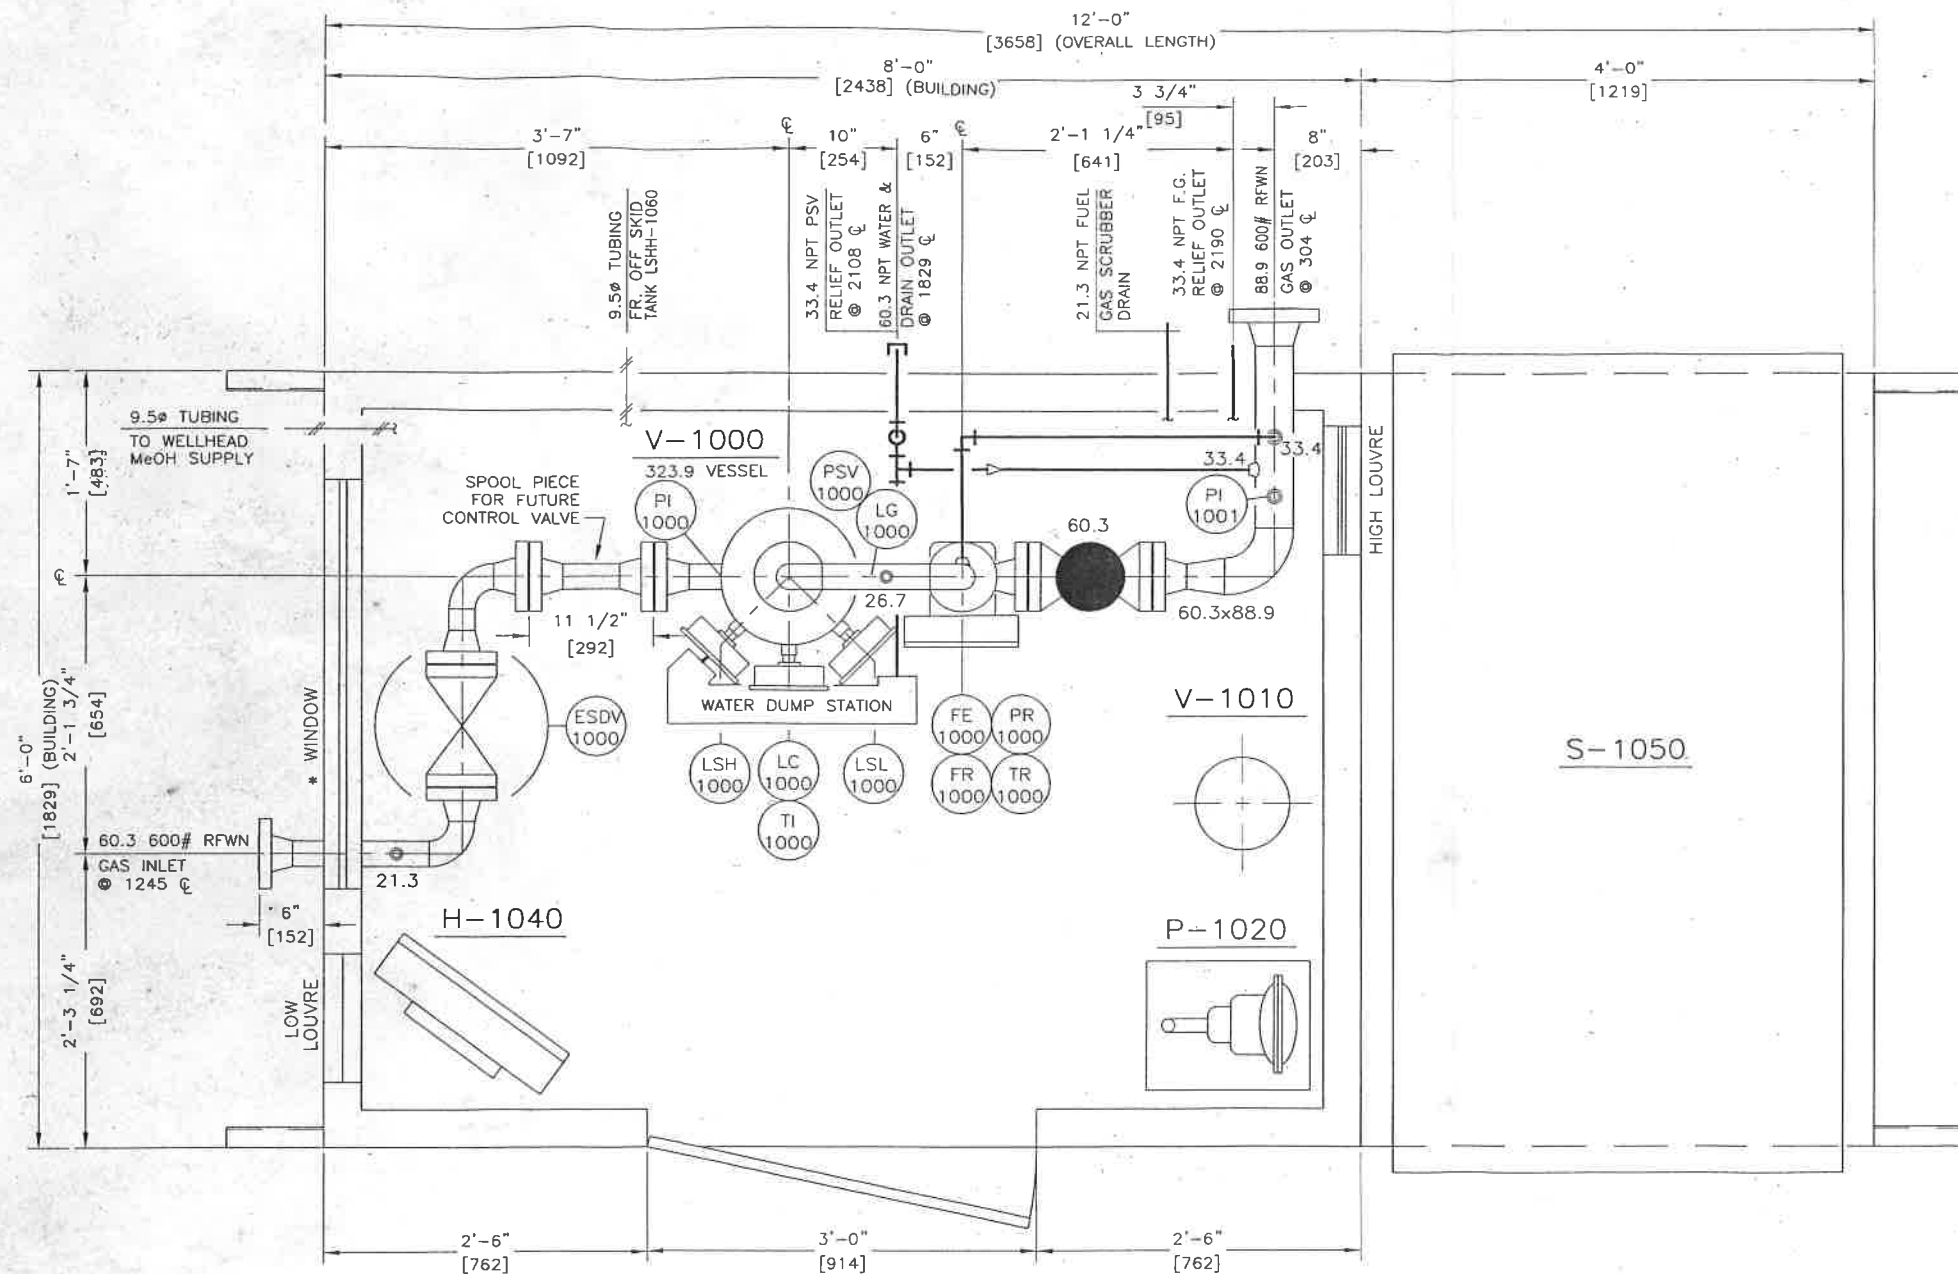 12'-0"
[3658] (OVERALL LENGTH)
8'-0"
[2438] (BUILDING)
4'-0"
[1219]
3 3/4"
[95]
3'-7"
[1092]
℄
10"
[254]
6"
[152]
℄
2'-1 1/4"
[641]
8"
[203]
9.5ø TUBING
FR. OFF SKID
TANK LSHH-1060
33.4 NPT PSV
RELIEF OUTLET
@ 2108 ℄
60.3 NPT WATER &
DRAIN OUTLET
@ 1829 ℄
21.3 NPT FUEL
GAS SCRUBBER
DRAIN
33.4 NPT F.G.
RELIEF OUTLET
@ 2190 ℄
88.9 600# RFWN
GAS OUTLET
@ 304 ℄
9.5ø TUBING
TO WELLHEAD
MeOH SUPPLY
1'-7"
[483]
V-1000
323.9 VESSEL
SPOOL PIECE
FOR FUTURE
CONTROL VALVE
PI
1000
PSV
1000
LG
1000
33.4
33.4
PI
1001
HIGH LOUVRE
60.3
℄
26.7
60.3x88.9
11 1/2"
[292]
6'-0"
[1829] (BUILDING)
2'-1 3/4"
[654]
* WINDOW
ESDV
1000
WATER DUMP STATION
LSH
1000
LC
1000
LSL
1000
TI
1000
FE
1000
PR
1000
FR
1000
TR
1000
V-1010
S-1050
60.3 600# RFWN
GAS INLET
@ 1245 ℄
21.3
6"
[152]
H-1040
P-1020
2'-3 1/4"
[692]
LOW
LOUVRE
2'-6"
[762]
3'-0"
[914]
2'-6"
[762]